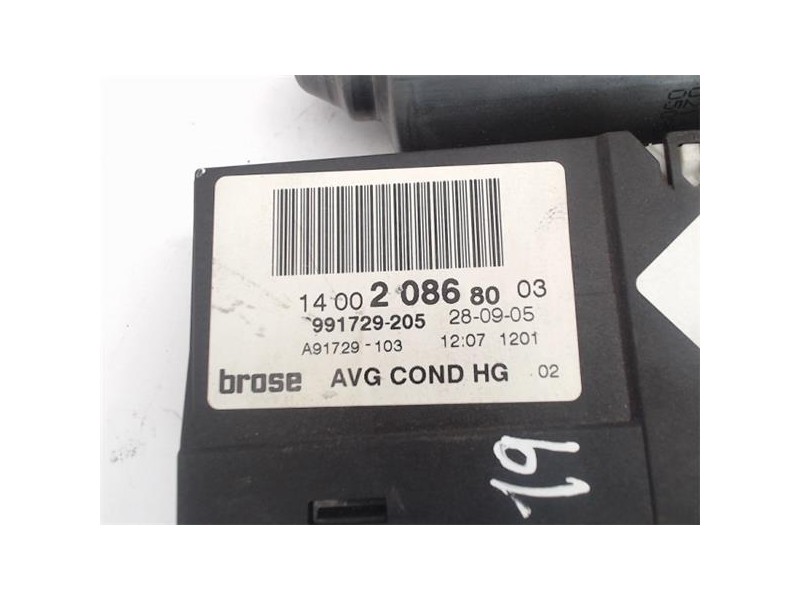 14 00 2 086 80 03
991729-205 28-09-05
A91729-103 12:07 1201
brose AVG COND HG 02
19